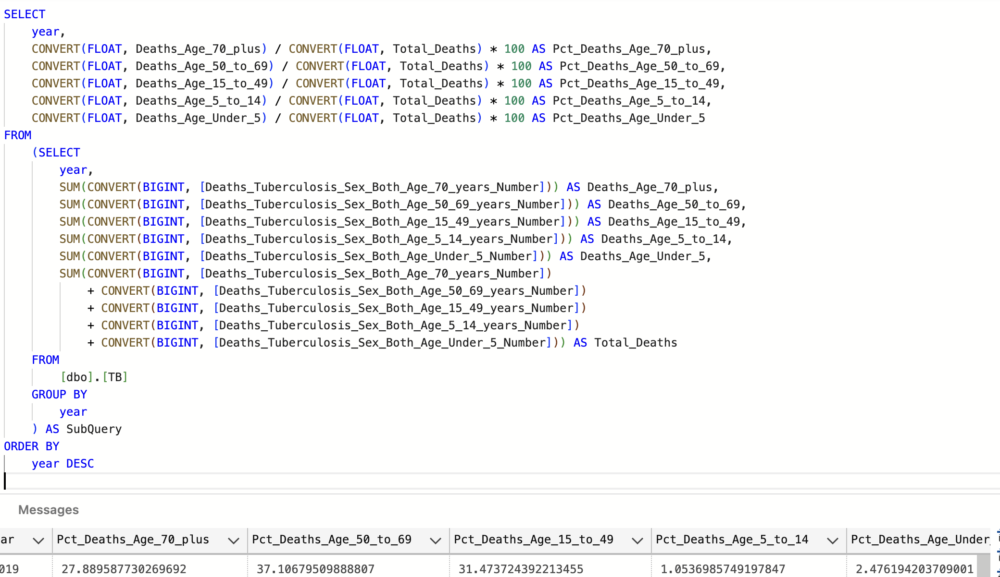 SELECT
year,
CONVERT(FLOAT, Deaths_Age_70_plus) / CONVERT(FLOAT, Total_Deaths) * 100 AS Pct_Deaths_Age_70_plus,
CONVERT(FLOAT, Deaths_Age_50_to_69) / CONVERT(FLOAT, Total_Deaths) * 100 AS Pct_Deaths_Age_50_to_69,
CONVERT(FLOAT, Deaths_Age_15_to_49) / CONVERT(FLOAT, Total_Deaths) * 100 AS Pct_Deaths_Age_15_to_49,
CONVERT(FLOAT, Deaths_Age_5_to_14) / CONVERT(FLOAT, Total_Deaths) * 100 AS Pct_Deaths_Age_5_to_14,
CONVERT(FLOAT, Deaths_Age_Under_5) / CONVERT(FLOAT, Total_Deaths) * 100 AS Pct_Deaths_Age_Under_5
FROM
(SELECT
year,
SUM(CONVERT(BIGINT, [Deaths_Tuberculosis_Sex_Both_Age_70_years_Number])) AS Deaths_Age_70_plus,
SUM(CONVERT(BIGINT, [Deaths_Tuberculosis_Sex_Both_Age_50_69_years_Number])) AS Deaths_Age_50_to_69,
SUM(CONVERT(BIGINT, [Deaths_Tuberculosis_Sex_Both_Age_15_49_years_Number])) AS Deaths_Age_15_to_49,
SUM(CONVERT(BIGINT, [Deaths_Tuberculosis_Sex_Both_Age_5_14_years_Number])) AS Deaths_Age_5_to_14,
SUM(CONVERT(BIGINT, [Deaths_Tuberculosis_Sex_Both_Age_Under_5_Number])) AS Deaths_Age_Under_5,
SUM(CONVERT(BIGINT, [Deaths_Tuberculosis_Sex_Both_Age_70_years_Number])
+ CONVERT(BIGINT, [Deaths_Tuberculosis_Sex_Both_Age_50_69_years_Number])
+ CONVERT(BIGINT, [Deaths_Tuberculosis_Sex_Both_Age_15_49_years_Number])
+ CONVERT(BIGINT, [Deaths_Tuberculosis_Sex_Both_Age_5_14_years_Number])
+ CONVERT(BIGINT, [Deaths_Tuberculosis_Sex_Both_Age_Under_5_Number])) AS Total_Deaths
FROM
[dbo].[TB]
GROUP BY
year
) AS SubQuery
ORDER BY
year DESC
Messages
ar Pct_Deaths_Age_70_plus Pct_Deaths_Age_50_to_69 Pct_Deaths_Age_15_to_49 Pct_Deaths_Age_5_to_14 Pct_Deaths_Age_Under_
019 27.889587730269692 37.10679509888807 31.473724392213455 1.0536985749197847 2.476194203709001